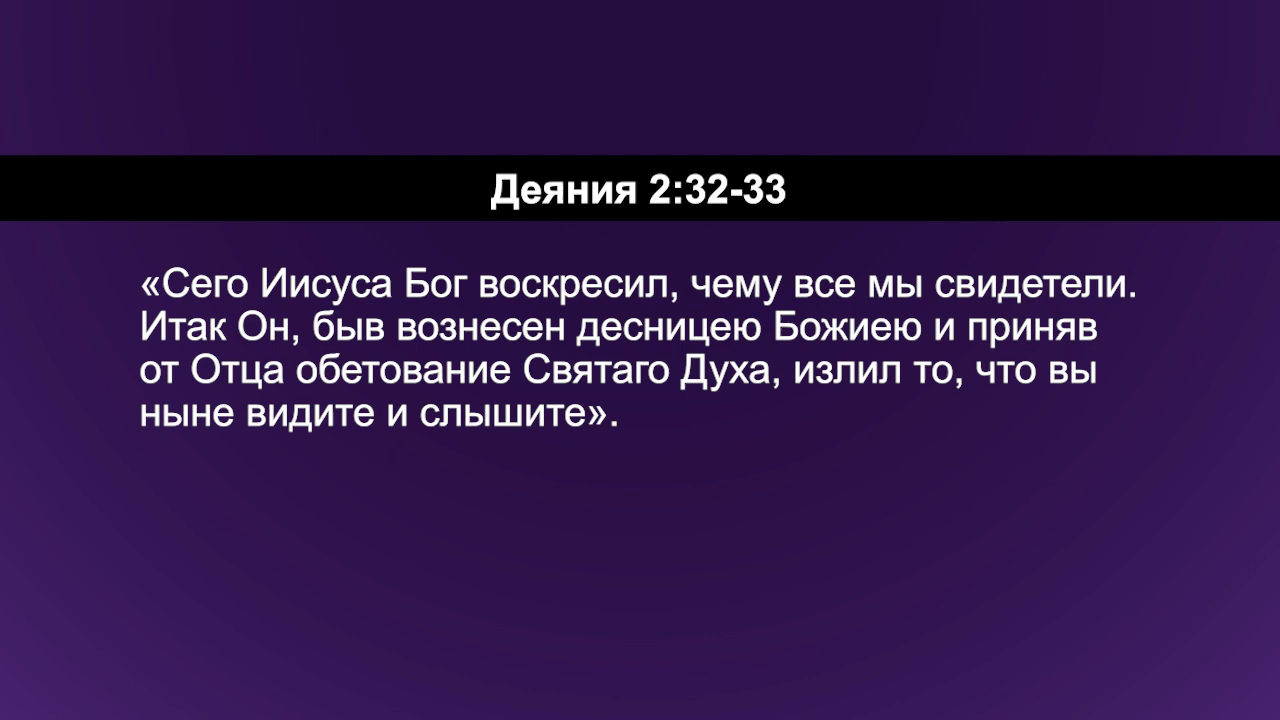 Деяния 2:32-33
«Сего Иисуса Бог воскресил, чему все мы свидетели.
Итак Он, быв вознесен десницею Божиею и приняв
от Отца обетование Святаго Духа, излил то, что вы
ныне видите и слышите».